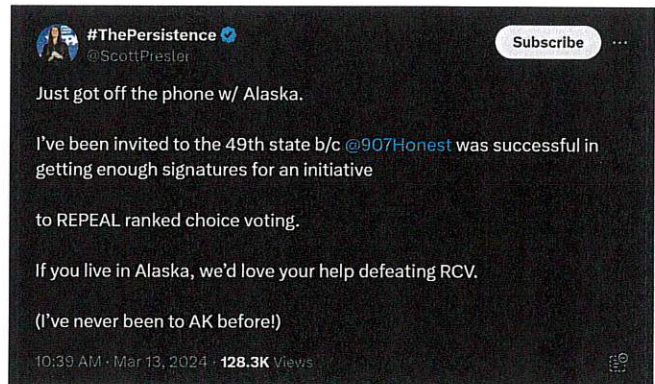 #ThePersistence
@ScottPresler
Subscribe
Just got off the phone w/ Alaska.
I've been invited to the 49th state b/c @907Honest was successful in
getting enough signatures for an initiative
to REPEAL ranked choice voting.
If you live in Alaska, we'd love your help defeating RCV.
(I've never been to AK before!)
10:39 AM · Mar 13, 2024 · 128.3K Views